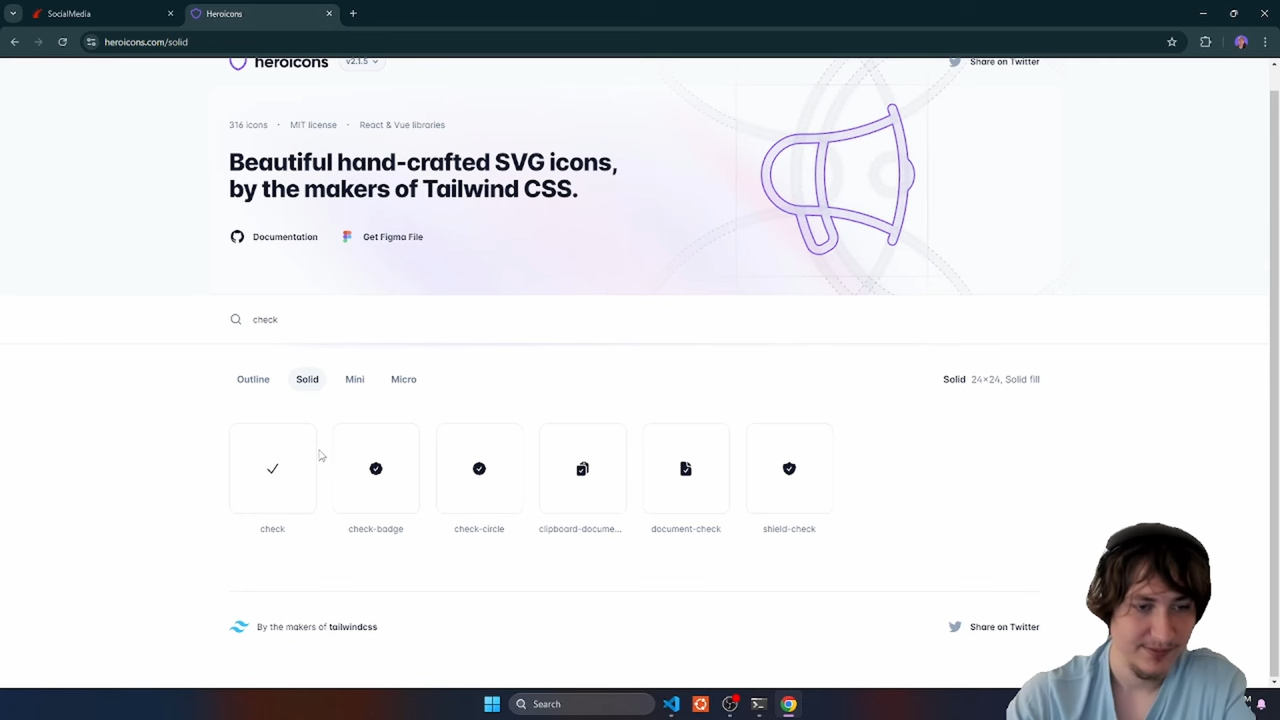 SocialMedia
Heroicons
heroicons.com/solid
heroicons
v2.1.5
Share on Twitter
316 icons · MIT license · React & Vue libraries
Beautiful hand-crafted SVG icons,
by the makers of Tailwind CSS.
Documentation
Get Figma File
check
Outline
Solid
Mini
Micro
Solid 24×24, Solid fill
check
check-badge
check-circle
clipboard-docume...
document-check
shield-check
By the makers of tailwindcss
Share on Twitter
Search